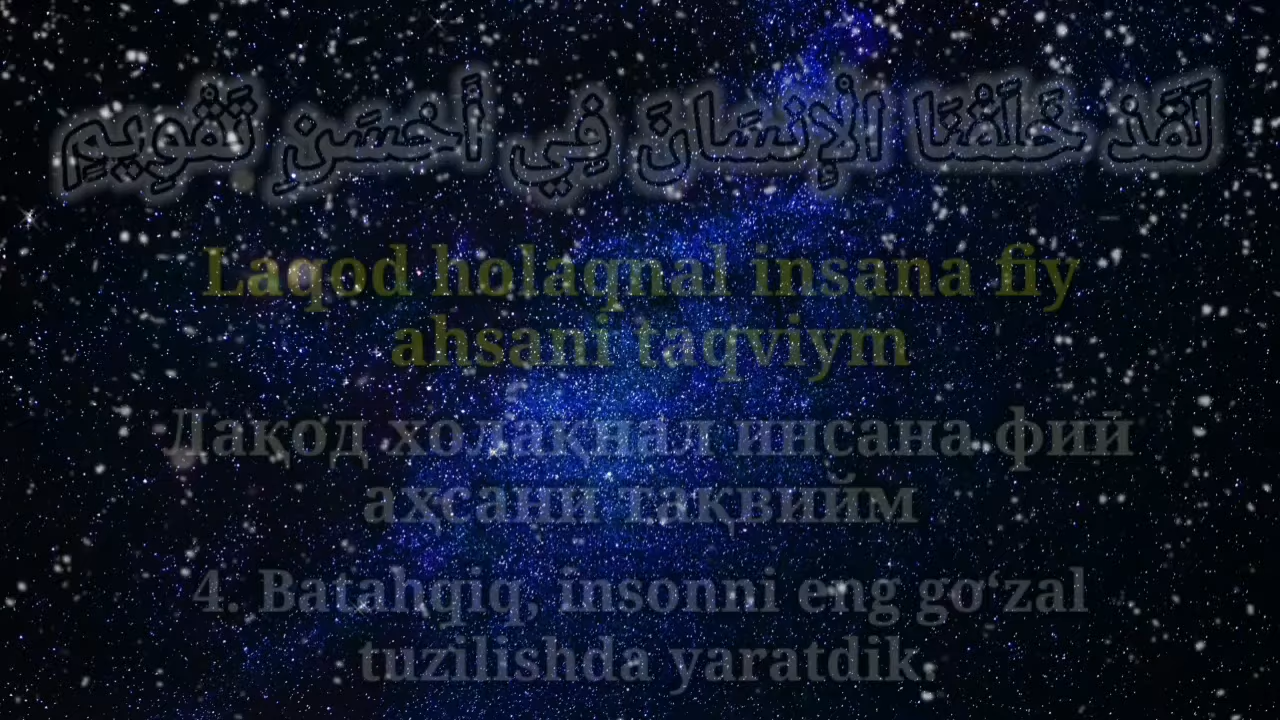 لَقَدْ خَلَقْنَا الْإِنسَانَ فِي أَحْسَنِ تَقْوِيمٍ
Laqod holaqnal insana fiy
ahsani taqviym
Лақод холақнал инсана фий
аҳсани тақвийм
4. Batahqiq, insonni eng go‘zal
tuzilishda yaratdik.